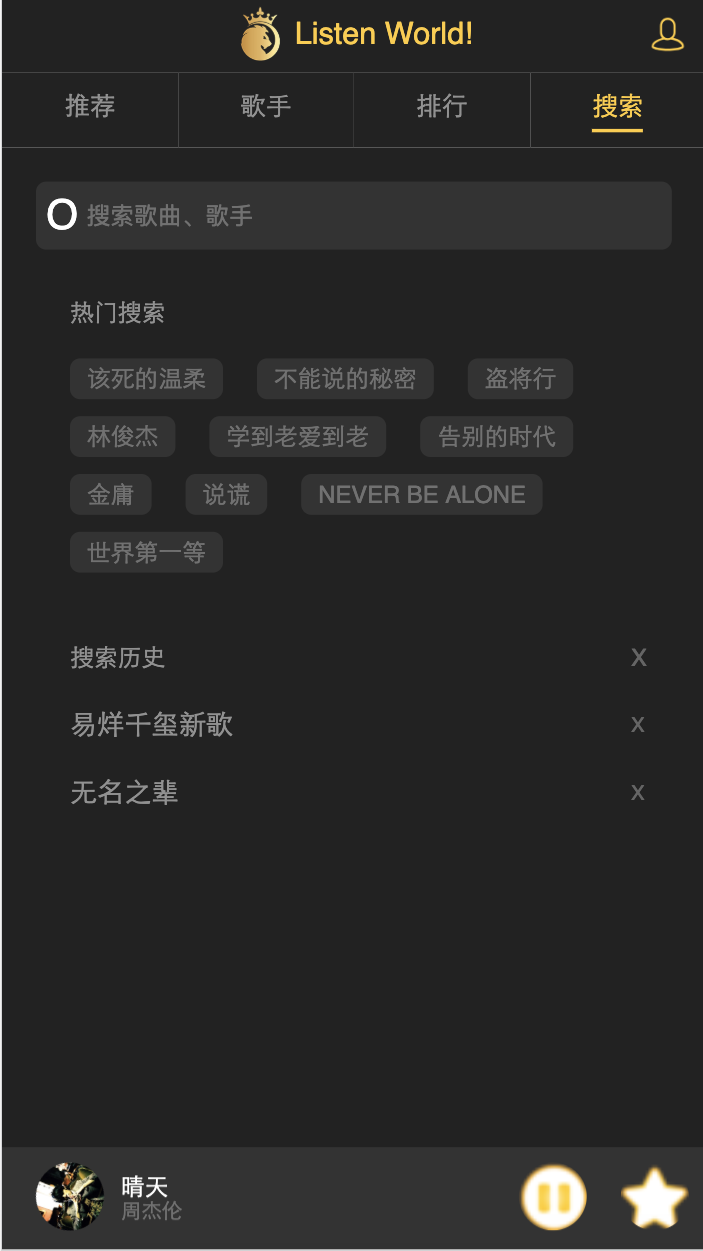 Listen World!
推荐 歌手 排行 搜索
O 搜索歌曲、歌手
热门搜索
该死的温柔 不能说的秘密 盗将行
林俊杰 学到老爱到老 告别的时代
金庸 说谎 NEVER BE ALONE
世界第一等
搜索历史 X
易烊千玺新歌 x
无名之辈 x
晴天
周杰伦